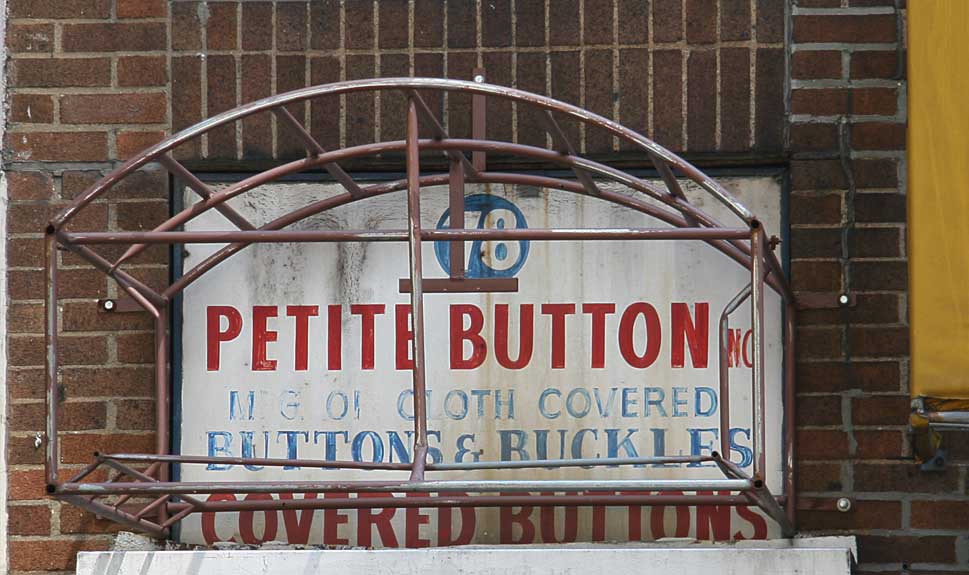 78
PETITE BUTTON INC
MFG OF CLOTH COVERED
BUTTONS & BUCKLES
COVERED BUTTONS